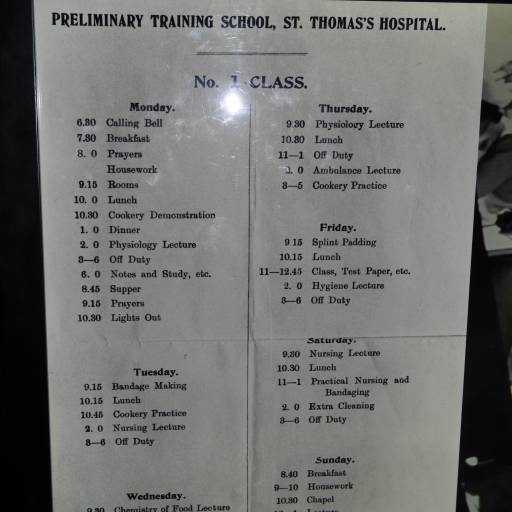 PRELIMINARY TRAINING SCHOOL, ST. THOMAS'S HOSPITAL.
No. 1 CLASS.
Monday.
6.30 Calling Bell
7.30 Breakfast
8. 0 Prayers
Housework
9.15 Rooms
10. 0 Lunch
10.30 Cookery Demonstration
1. 0 Dinner
2. 0 Physiology Lecture
3—6 Off Duty
6. 0 Notes and Study, etc.
8.45 Supper
9.15 Prayers
10.30 Lights Out
Tuesday.
9.15 Bandage Making
10.15 Lunch
10.45 Cookery Practice
2. 0 Nursing Lecture
3—6 Off Duty
Wednesday.
9.30 Chemistry of Food Lecture
Thursday.
9.30 Physiology Lecture
10.30 Lunch
11—1 Off Duty
2. 0 Ambulance Lecture
3—5 Cookery Practice
Friday.
9 15 Splint Padding
10.15 Lunch
11—12.45 Class, Test Paper, etc.
2. 0 Hygiene Lecture
3—6 Off Duty
Saturday.
9.30 Nursing Lecture
10.30 Lunch
11—1 Practical Nursing and
Bandaging
2. 0 Extra Cleaning
3—6 Off Duty
Sunday.
8.40 Breakfast
9—10 Housework
10.30 Chapel